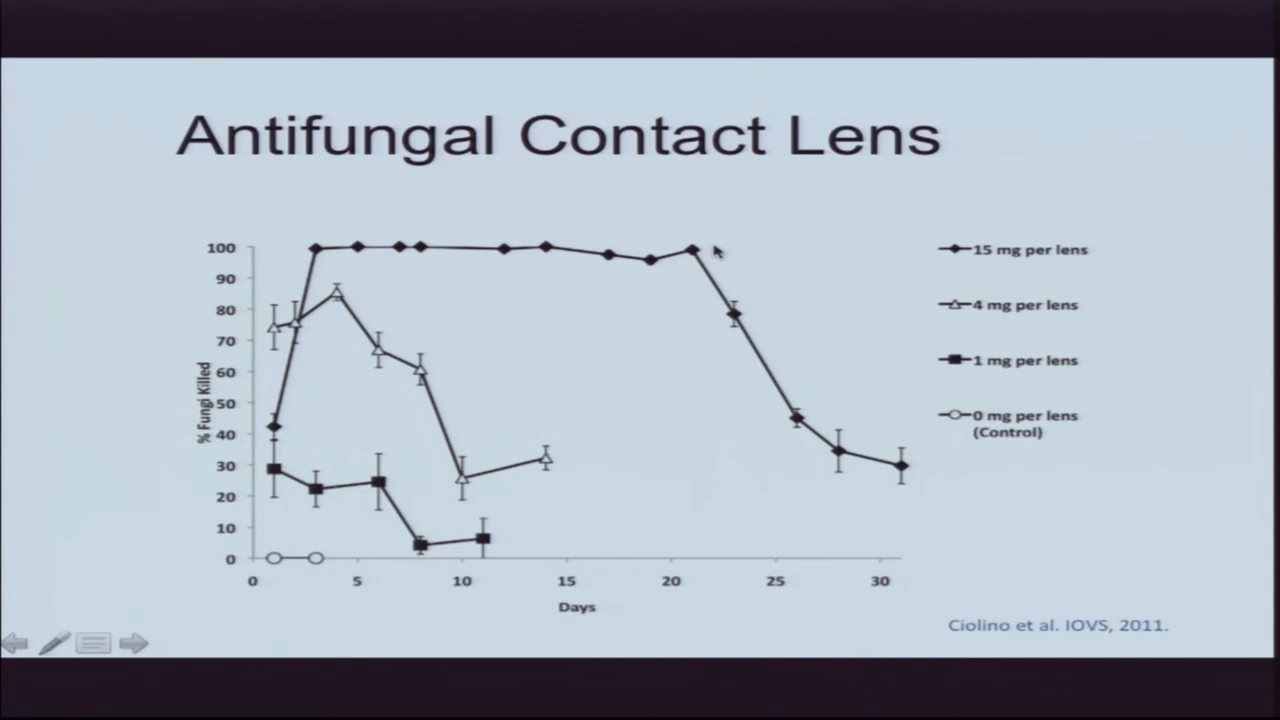 Antifungal Contact Lens
100
90
80
70
60
50
40
30
20
10
0
% Fungi Killed
0 5 10 15 20 25 30
Days
15 mg per lens
4 mg per lens
1 mg per lens
0 mg per lens
(Control)
Ciolino et al. IOVS, 2011.